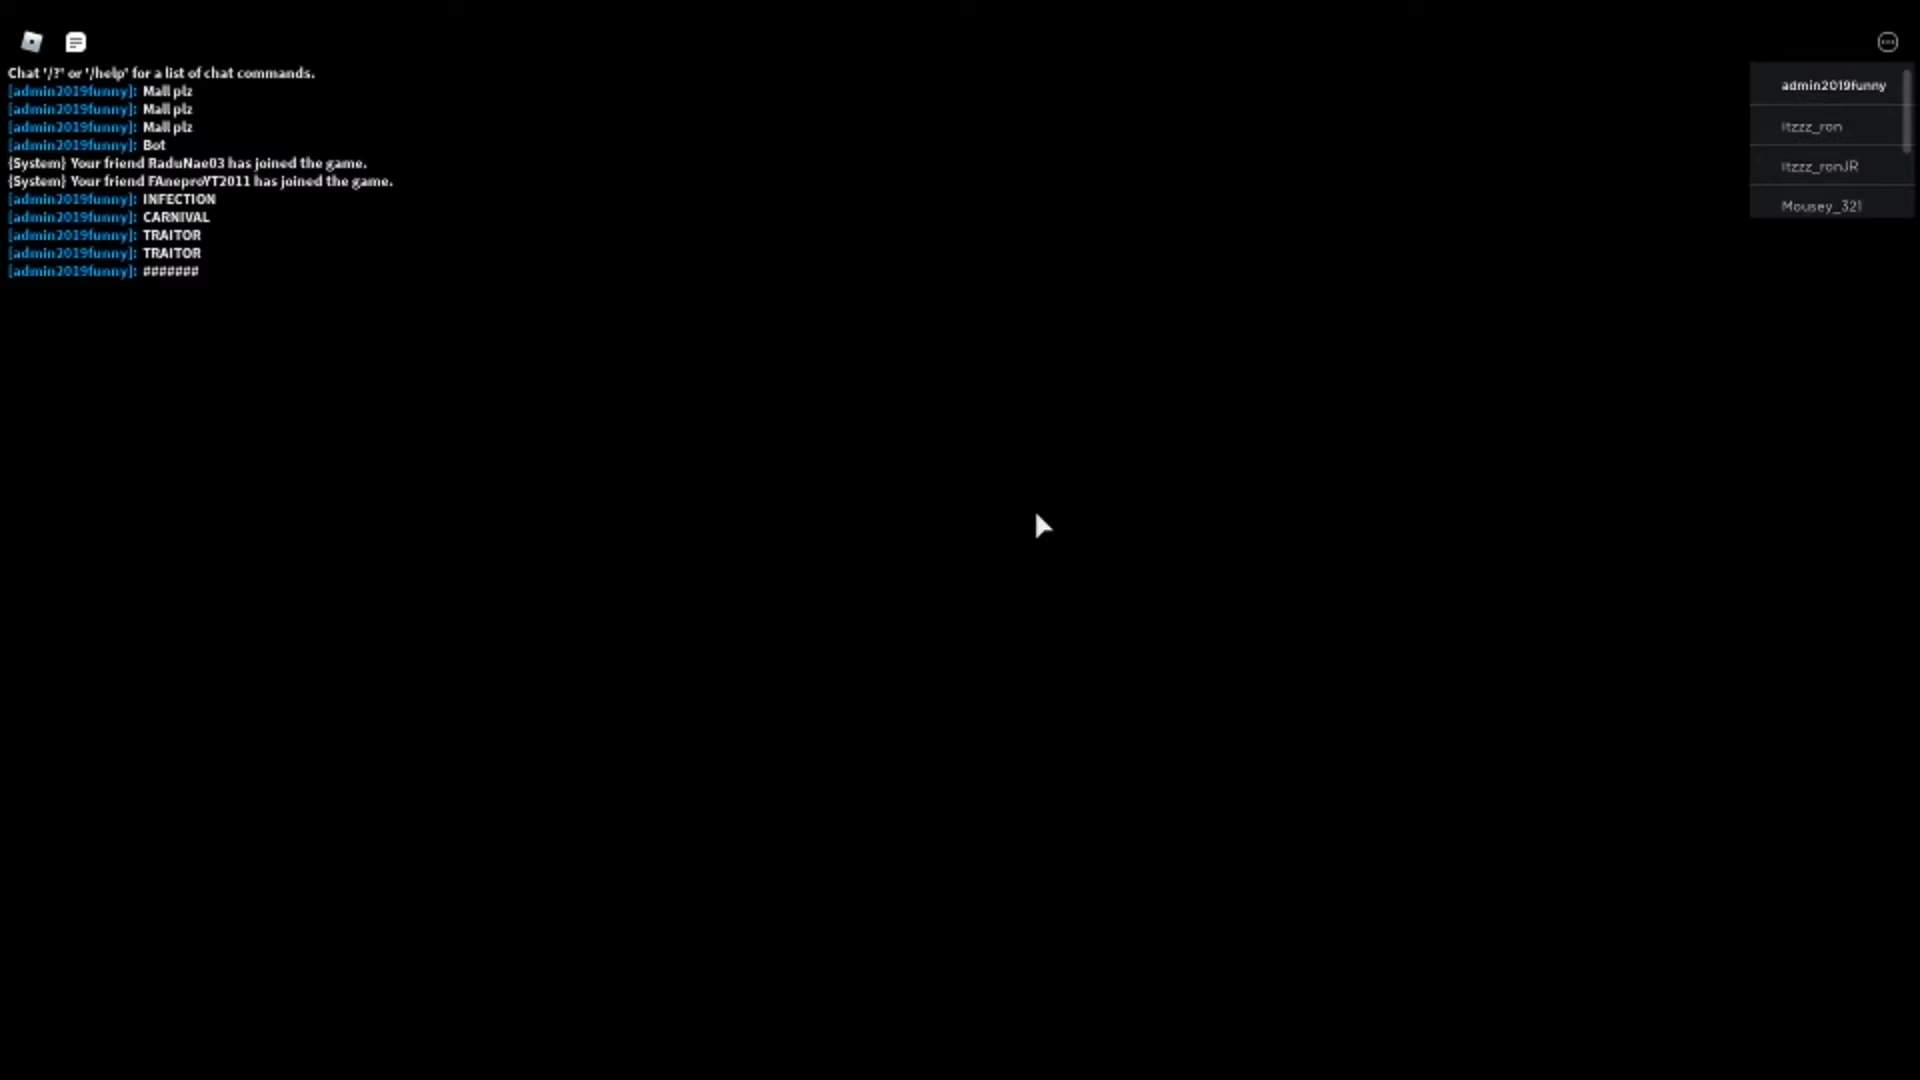 Chat '/?' or '/help' for a list of chat commands.
[admin2019funny]: Mall plz
[admin2019funny]: Mall plz
[admin2019funny]: Mall plz
[admin2019funny]: Bot
{System} Your friend RaduNae03 has joined the game.
{System} Your friend FAneproYT2011 has joined the game.
[admin2019funny]: INFECTION
[admin2019funny]: CARNIVAL
[admin2019funny]: TRAITOR
[admin2019funny]: TRAITOR
[admin2019funny]: #######
admin2019funny
itzzz_ron
itzzz_ronJR
Mousey_321